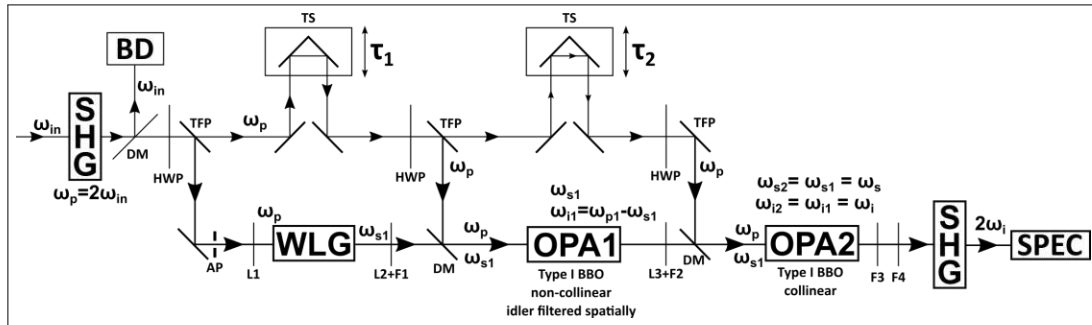 TS
TS
BD
τ1
τ2
ωin
ωin
SHG
DM
HWP
TFP
ωp
HWP
TFP
ωp
HWP
TFP
ωp
ωp=2ωin
ωs1
ωi1=ωp1-ωs1
ωs2= ωs1 = ωs
ωi2= ωi1 = ωi
AP
L1
ωp
WLG
ωs1
L2+F1
DM
ωp
ωs1
OPA1
L3+F2
DM
ωp
ωs1
OPA2
F3
F4
SHG
2ωi
SPEC
Type I BBO
non-collinear
idler filtered spatially
Type I BBO
collinear